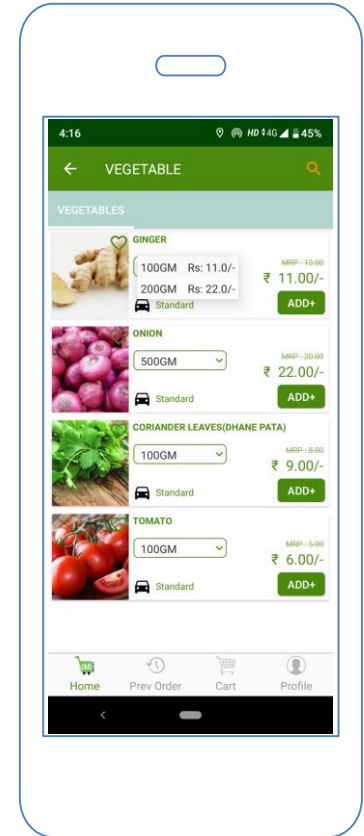 4:16 HD 4G 45%
VEGETABLE
VEGETABLES
GINGER
100GM Rs: 11.0/-
200GM Rs: 22.0/-
MRP : 10.00
₹ 11.00/-
Standard
ADD+
ONION
500GM
MRP : 20.00
₹ 22.00/-
Standard
ADD+
CORIANDER LEAVES(DHANE PATA)
100GM
MRP : 8.00
₹ 9.00/-
Standard
ADD+
TOMATO
100GM
MRP : 5.00
₹ 6.00/-
Standard
ADD+
Home Prev Order Cart Profile